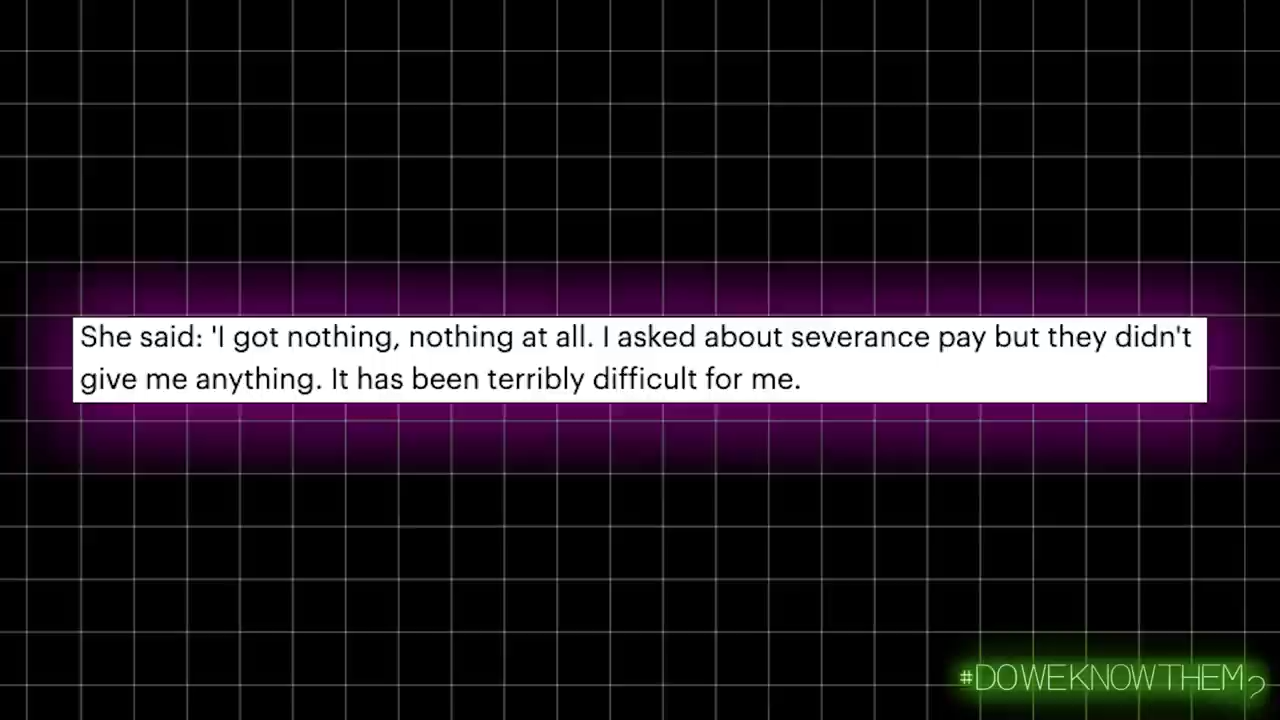 She said: 'I got nothing, nothing at all. I asked about severance pay but they didn't
give me anything. It has been terribly difficult for me.
#DOWEKNOWTHEM?